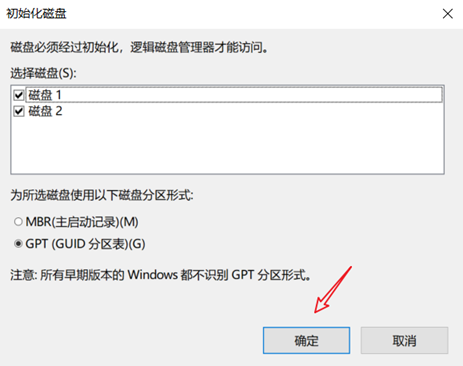 初始化磁盘
磁盘必须经过初始化，逻辑磁盘管理器才能访问。
选择磁盘(S):
磁盘 1
磁盘 2
为所选磁盘使用以下磁盘分区形式:
MBR(主启动记录)(M)
GPT (GUID 分区表)(G)
注意: 所有早期版本的 Windows 都不识别 GPT 分区形式。
确定
取消